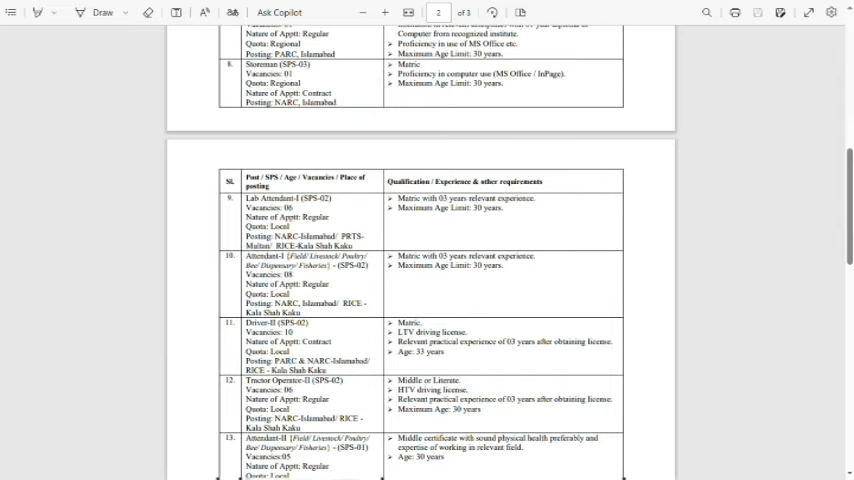 Draw
Ask Copilot
2 of 3
Nature of Apptt: Regular
Quota: Regional
Posting: PARC, Islamabad
Computer from recognized institute.
➢ Proficiency in use of MS Office etc.
➢ Maximum Age Limit: 30 years.
8. Storeman (SPS-03)
Vacancies: 01
Quota: Regional
Nature of Apptt: Contract
Posting: NARC, Islamabad
➢ Matric
➢ Proficiency in computer use (MS Office / InPage).
➢ Maximum Age Limit: 30 years.
Sl. Post / SPS / Age / Vacancies / Place of
posting
Qualification / Experience & other requirements
9. Lab Attendant-I (SPS-02)
Vacancies: 06
Nature of Apptt: Regular
Quota: Local
Posting: NARC-Islamabad/ PRTS-
Multan/ RICE-Kala Shah Kaku
➢ Matric with 03 years relevant experience.
➢ Maximum Age Limit: 30 years.
10. Attendant-I {Field/ Livestock/ Poultry/
Bee/ Dispensary/ Fisheries} - (SPS-02)
Vacancies: 08
Nature of Apptt: Regular
Quota: Local
Posting: NARC, Islamabad/ RICE -
Kala Shah Kaku
➢ Matric with 03 years relevant experience.
➢ Maximum Age Limit: 30 years.
11. Driver-II (SPS-02)
Vacancies: 10
Nature of Apptt: Contract
Quota: Local
Posting: PARC & NARC-Islamabad/
RICE - Kala Shah Kaku
➢ Matric.
➢ LTV driving license.
➢ Relevant practical experience of 03 years after obtaining license.
➢ Age: 33 years
12. Tractor Operator-II (SPS-02)
Vacancies: 06
Nature of Apptt: Regular
Quota: Local
Posting: NARC-Islamabad/ RICE -
Kala Shah Kaku
➢ Middle or Literate.
➢ HTV driving license.
➢ Relevant practical experience of 03 years after obtaining license.
➢ Maximum Age: 30 years
13. Attendant-II {Field/ Livestock/ Poultry/
Bee/ Dispensary/ Fisheries} - (SPS-01)
Vacancies:05
Nature of Apptt: Regular
Quota: Local
➢ Middle certificate with sound physical health preferably and
expertise of working in relevant field.
➢ Age: 30 years